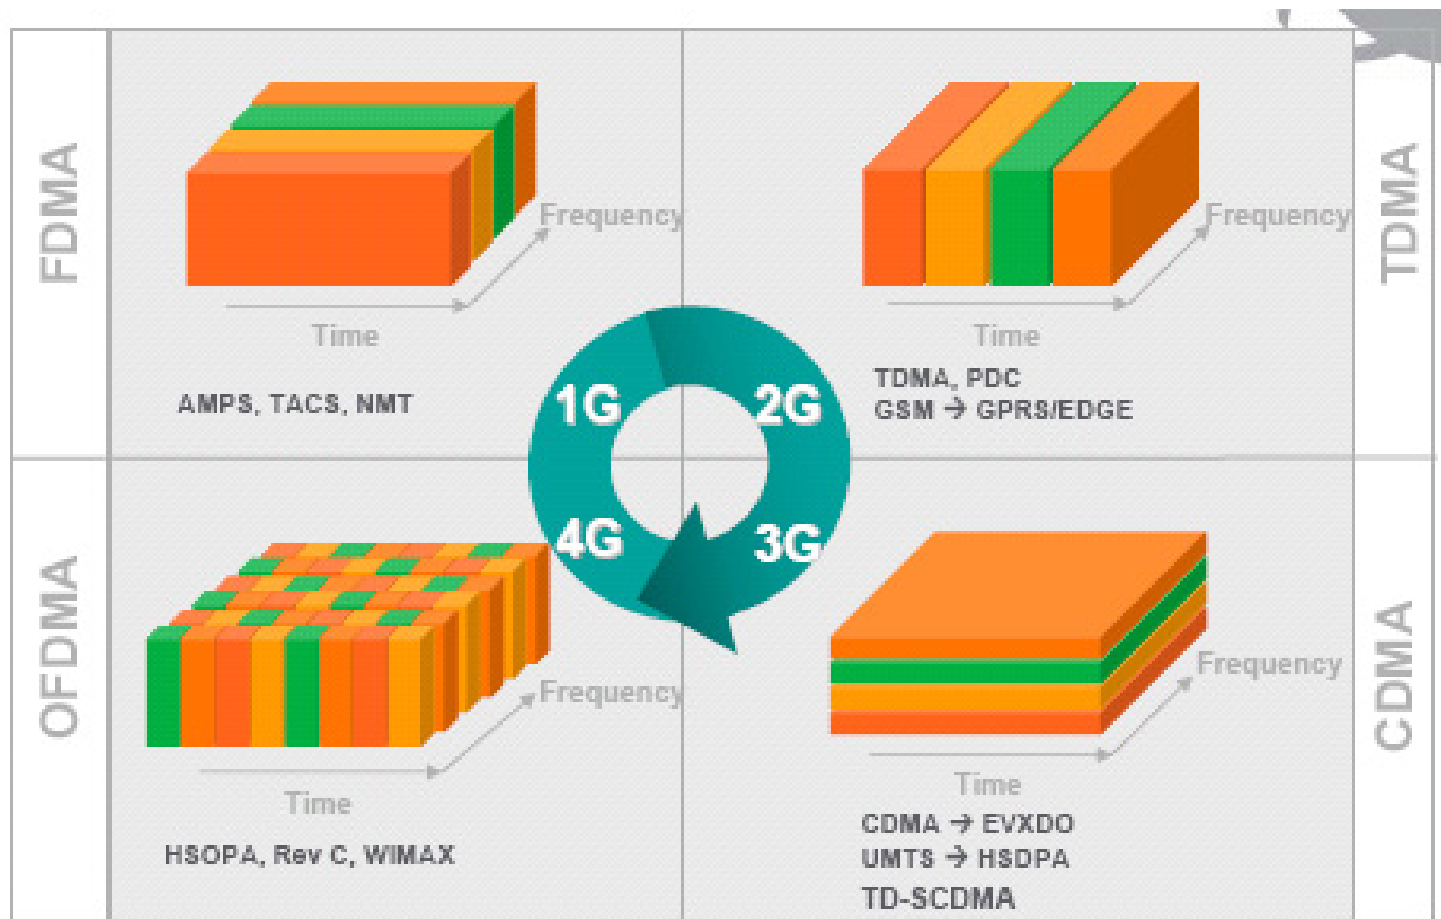 FDMA
Frequency
Time
AMPS, TACS, NMT
TDMA
Frequency
Time
TDMA, PDC
GSM → GPRS/EDGE
1G
2G
4G
3G
OFDMA
Frequency
Time
HSOPA, Rev C, WIMAX
CDMA
Frequency
Time
CDMA → EVXDO
UMTS → HSDPA
TD-SCDMA